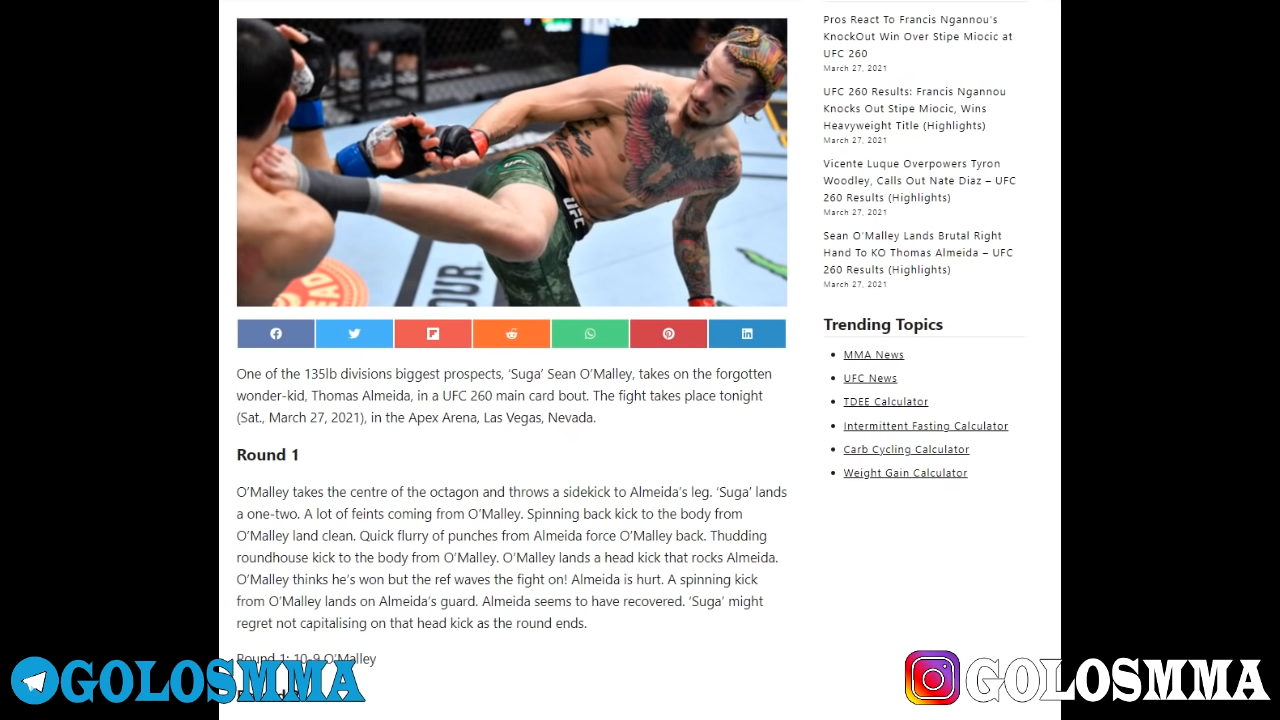 One of the 135lb divisions biggest prospects, ‘Suga’ Sean O’Malley, takes on the forgotten
wonder-kid, Thomas Almeida, in a UFC 260 main card bout. The fight takes place tonight
(Sat., March 27, 2021), in the Apex Arena, Las Vegas, Nevada.
Round 1
O’Malley takes the centre of the octagon and throws a sidekick to Almeida’s leg. ‘Suga’ lands
a one-two. A lot of feints coming from O’Malley. Spinning back kick to the body from
O’Malley land clean. Quick flurry of punches from Almeida force O’Malley back. Thudding
roundhouse kick to the body from O’Malley. O’Malley lands a head kick that rocks Almeida.
O’Malley thinks he’s won but the ref waves the fight on! Almeida is hurt. A spinning kick
from O’Malley lands on Almeida’s guard. Almeida seems to have recovered. ‘Suga’ might
regret not capitalising on that head kick as the round ends.
Round 1: 10-9 O’Malley
Pros React To Francis Ngannou’s
KnockOut Win Over Stipe Miocic at
UFC 260
March 27, 2021
UFC 260 Results: Francis Ngannou
Knocks Out Stipe Miocic, Wins
Heavyweight Title (Highlights)
March 27, 2021
Vicente Luque Overpowers Tyron
Woodley, Calls Out Nate Diaz – UFC
260 Results (Highlights)
March 27, 2021
Sean O’Malley Lands Brutal Right
Hand To KO Thomas Almeida – UFC
260 Results (Highlights)
March 27, 2021
Trending Topics
MMA News
UFC News
TDEE Calculator
Intermittent Fasting Calculator
Carb Cycling Calculator
Weight Gain Calculator
UFC
GOLOSMMA
GOLOSMMA